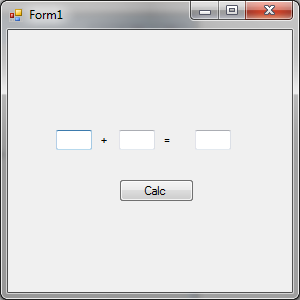 Form1
+ =
Calc